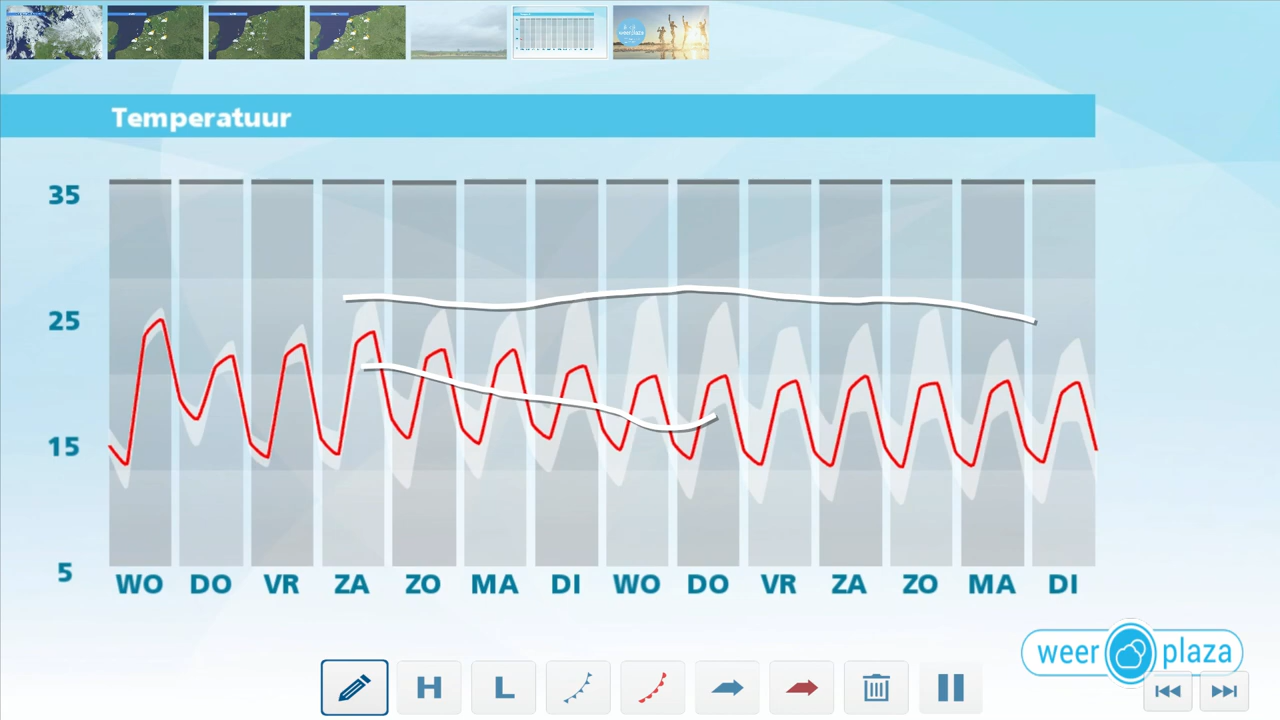 Temperatuur
35
25
15
5
WO DO VR ZA ZO MA DI WO DO VR ZA ZO MA DI
weer plaza
H L